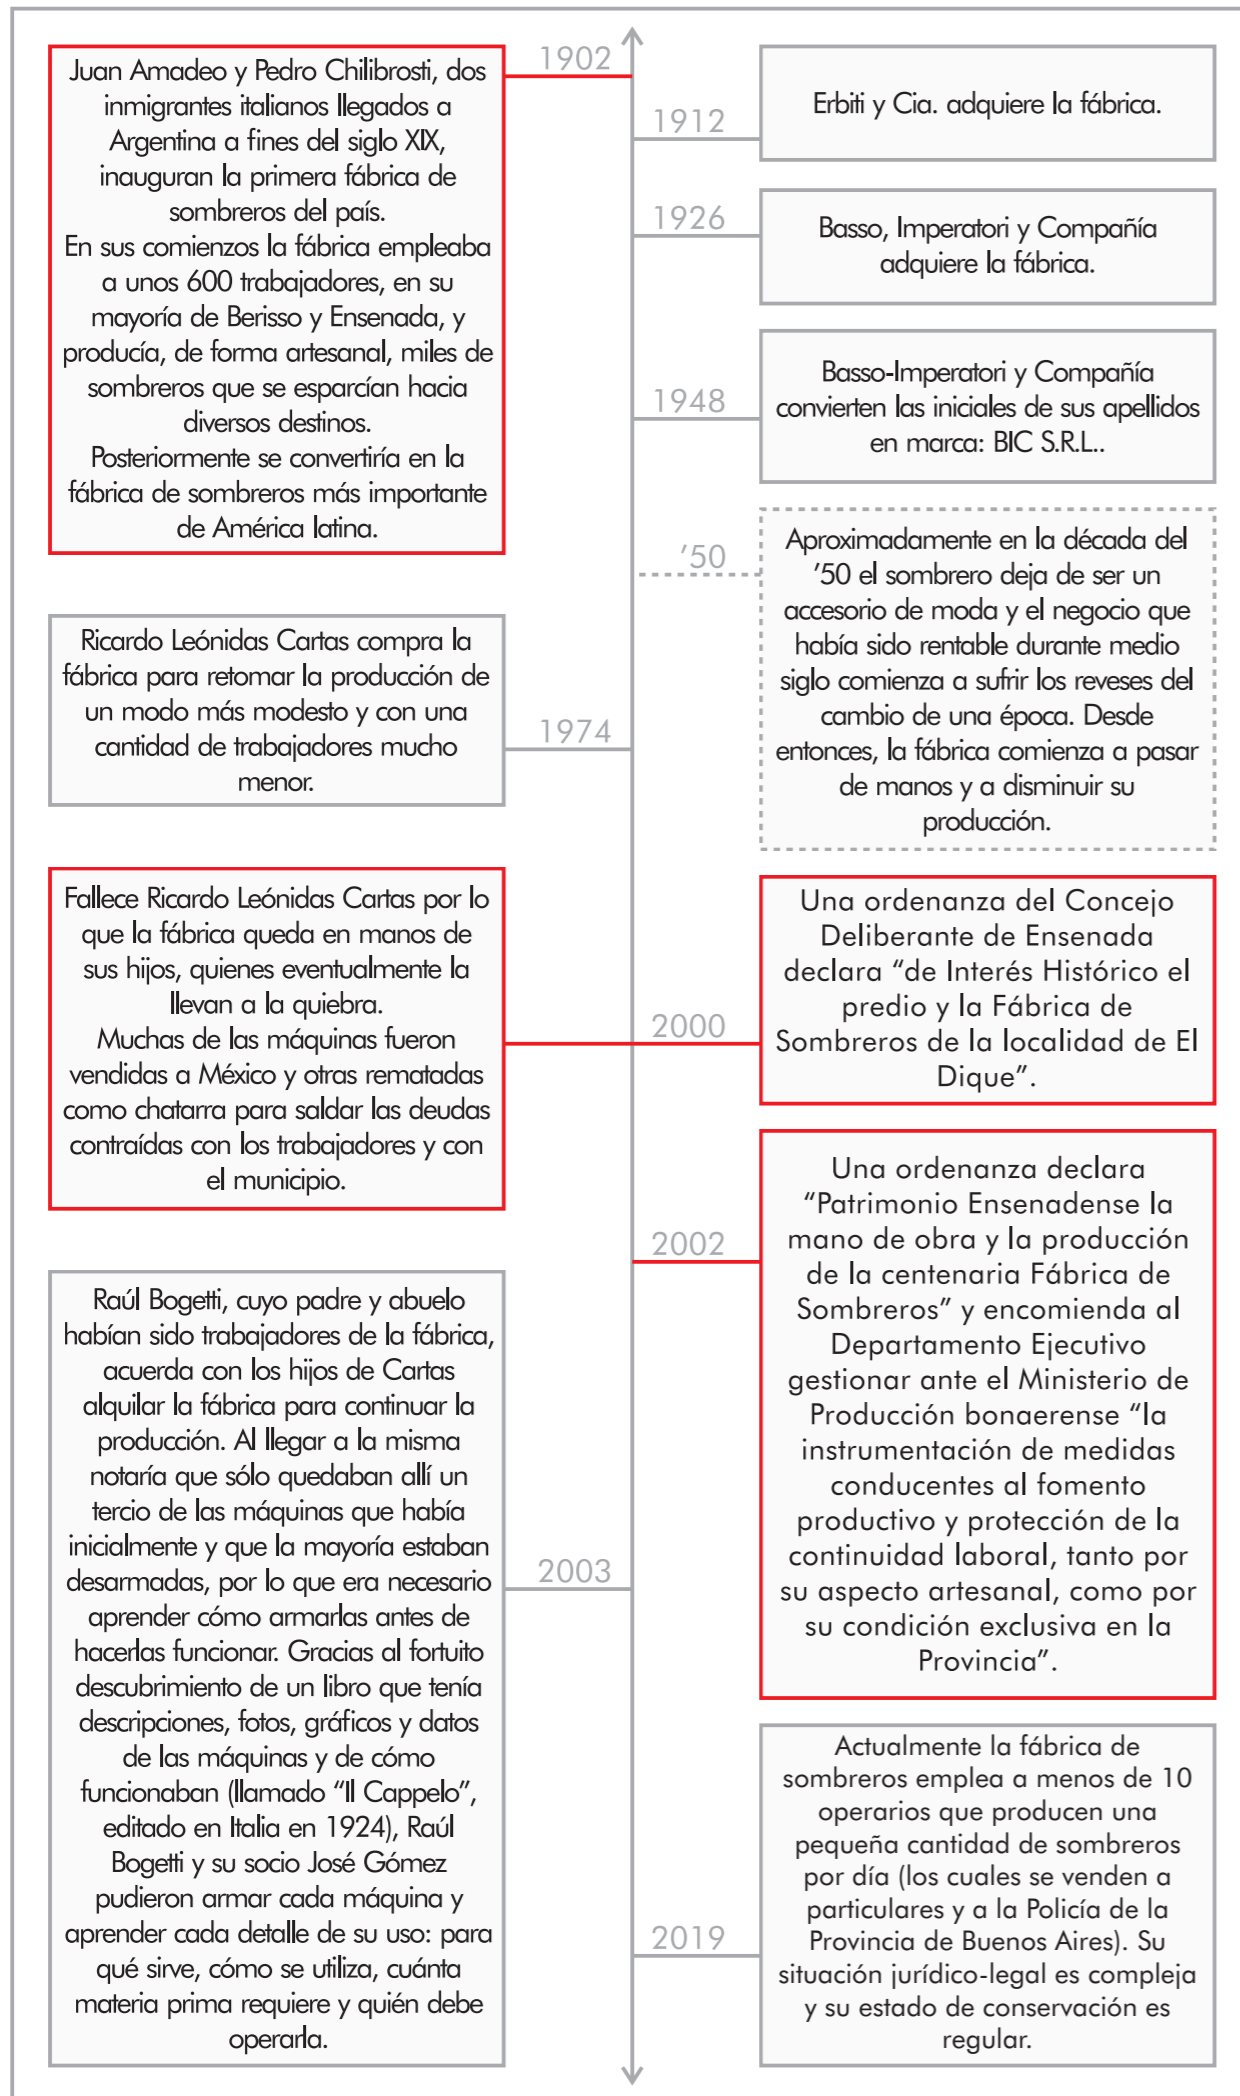 1902
Juan Amadeo y Pedro Chilibrosti, dos
inmigrantes italianos llegados a
Argentina a fines del siglo XIX,
inauguran la primera fábrica de
sombreros del país.
En sus comienzos la fábrica empleaba
a unos 600 trabajadores, en su
mayoría de Berisso y Ensenada, y
producía, de forma artesanal, miles de
sombreros que se esparcían hacia
diversos destinos.
Posteriormente se convertiría en la
fábrica de sombreros más importante
de América latina.
1912
Erbiti y Cia. adquiere la fábrica.
1926
Basso, Imperatori y Compañía
adquiere la fábrica.
1948
Basso-Imperatori y Compañía
convierten las iniciales de sus apellidos
en marca: BIC S.R.L..
'50
Aproximadamente en la década del
'50 el sombrero deja de ser un
accesorio de moda y el negocio que
había sido rentable durante medio
siglo comienza a sufrir los reveses del
cambio de una época. Desde
entonces, la fábrica comienza a pasar
de manos y a disminuir su
producción.
1974
Ricardo Leónidas Cartas compra la
fábrica para retomar la producción de
un modo más modesto y con una
cantidad de trabajadores mucho
menor.
2000
Fallece Ricardo Leónidas Cartas por lo
que la fábrica queda en manos de
sus hijos, quienes eventualmente la
llevan a la quiebra.
Muchas de las máquinas fueron
vendidas a México y otras rematadas
como chatarra para saldar las deudas
contraídas con los trabajadores y con
el municipio.
Una ordenanza del Concejo
Deliberante de Ensenada
declara “de Interés Histórico el
predio y la Fábrica de
Sombreros de la localidad de El
Dique”.
2002
Una ordenanza declara
“Patrimonio Ensenadense la
mano de obra y la producción
de la centenaria Fábrica de
Sombreros” y encomienda al
Departamento Ejecutivo
gestionar ante el Ministerio de
Producción bonaerense “la
instrumentación de medidas
conducentes al fomento
productivo y protección de la
continuidad laboral, tanto por
su aspecto artesanal, como por
su condición exclusiva en la
Provincia”.
2003
Raúl Bogetti, cuyo padre y abuelo
habían sido trabajadores de la fábrica,
acuerda con los hijos de Cartas
alquilar la fábrica para continuar la
producción. Al llegar a la misma
notaría que sólo quedaban allí un
tercio de las máquinas que había
inicialmente y que la mayoría estaban
desarmadas, por lo que era necesario
aprender cómo armarlas antes de
hacerlas funcionar. Gracias al fortuito
descubrimiento de un libro que tenía
descripciones, fotos, gráficos y datos
de las máquinas y de cómo
funcionaban (llamado “Il Cappelo”,
editado en Italia en 1924), Raúl
Bogetti y su socio José Gómez
pudieron armar cada máquina y
aprender cada detalle de su uso: para
qué sirve, cómo se utiliza, cuánta
materia prima requiere y quién debe
operarla.
2019
Actualmente la fábrica de
sombreros emplea a menos de 10
operarios que producen una
pequeña cantidad de sombreros
por día (los cuales se venden a
particulares y a la Policía de la
Provincia de Buenos Aires). Su
situación jurídico-legal es compleja
y su estado de conservación es
regular.